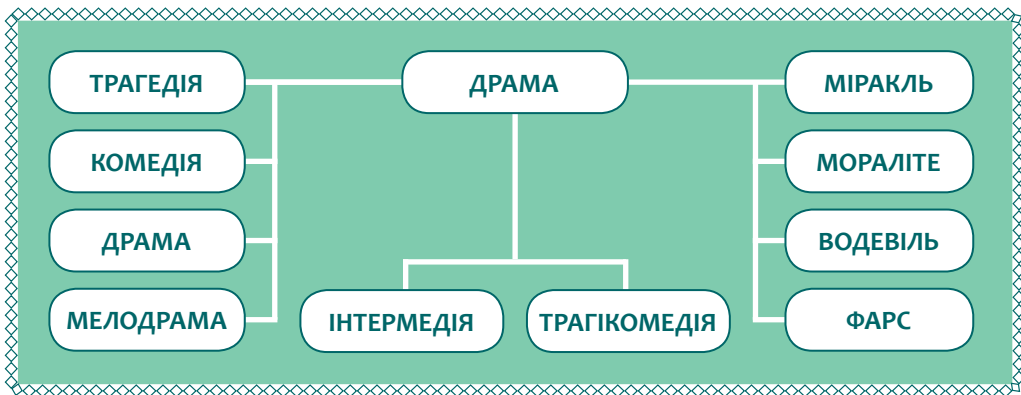 ТРАГЕДІЯ
ДРАМА
МІРАКЛЬ
КОМЕДІЯ
МОРАЛІТЕ
ДРАМА
ВОДЕВІЛЬ
МЕЛОДРАМА
ІНТЕРМЕДІЯ
ТРАГІКОМЕДІЯ
ФАРС